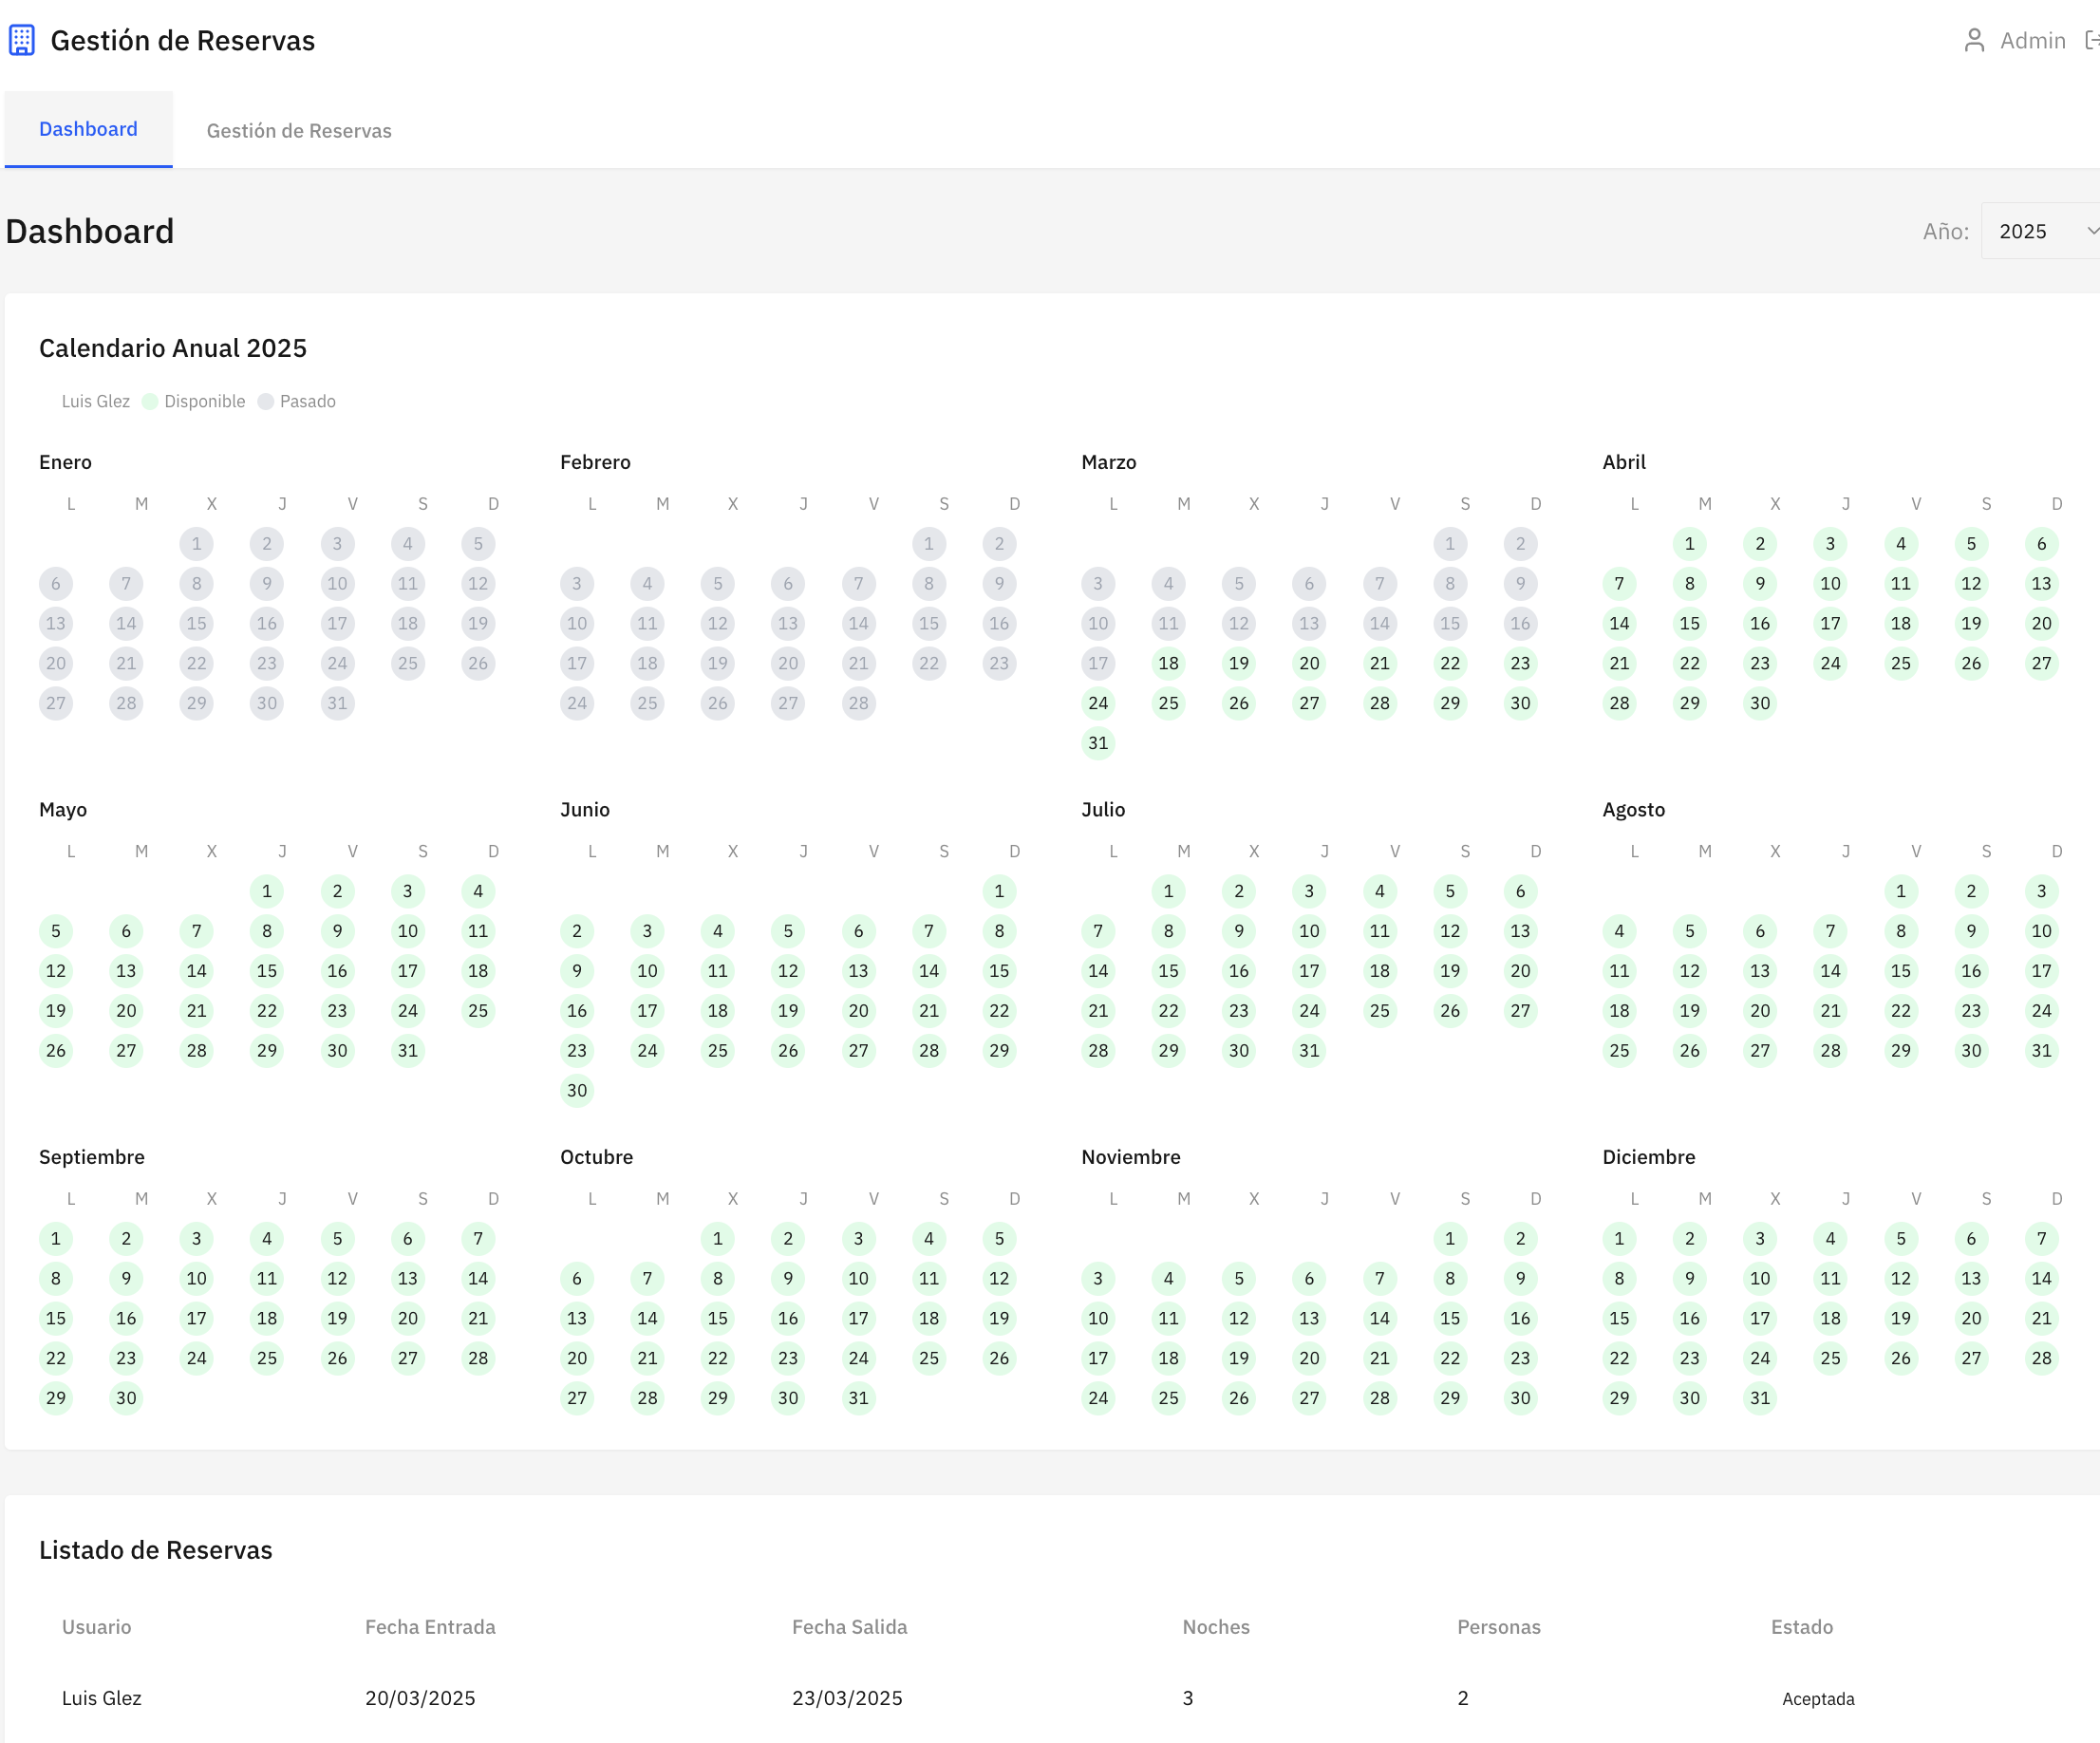 Gestión de Reservas
Admin
Dashboard
Gestión de Reservas
Dashboard
Año: 2025
Calendario Anual 2025
Luis Glez Disponible Pasado
Enero
L M X J V S D
1 2 3 4 5
6 7 8 9 10 11 12
13 14 15 16 17 18 19
20 21 22 23 24 25 26
27 28 29 30 31
Febrero
L M X J V S D
1 2
3 4 5 6 7 8 9
10 11 12 13 14 15 16
17 18 19 20 21 22 23
24 25 26 27 28
Marzo
L M X J V S D
1 2
3 4 5 6 7 8 9
10 11 12 13 14 15 16
17 18 19 20 21 22 23
24 25 26 27 28 29 30
31
Abril
L M X J V S D
1 2 3 4 5 6
7 8 9 10 11 12 13
14 15 16 17 18 19 20
21 22 23 24 25 26 27
28 29 30
Mayo
L M X J V S D
1 2 3 4
5 6 7 8 9 10 11
12 13 14 15 16 17 18
19 20 21 22 23 24 25
26 27 28 29 30 31
Junio
L M X J V S D
1
2 3 4 5 6 7 8
9 10 11 12 13 14 15
16 17 18 19 20 21 22
23 24 25 26 27 28 29
30
Julio
L M X J V S D
1 2 3 4 5 6
7 8 9 10 11 12 13
14 15 16 17 18 19 20
21 22 23 24 25 26 27
28 29 30 31
Agosto
L M X J V S D
1 2 3
4 5 6 7 8 9 10
11 12 13 14 15 16 17
18 19 20 21 22 23 24
25 26 27 28 29 30 31
Septiembre
L M X J V S D
1 2 3 4 5 6 7
8 9 10 11 12 13 14
15 16 17 18 19 20 21
22 23 24 25 26 27 28
29 30
Octubre
L M X J V S D
1 2 3 4 5
6 7 8 9 10 11 12
13 14 15 16 17 18 19
20 21 22 23 24 25 26
27 28 29 30 31
Noviembre
L M X J V S D
1 2
3 4 5 6 7 8 9
10 11 12 13 14 15 16
17 18 19 20 21 22 23
24 25 26 27 28 29 30
Diciembre
L M X J V S D
1 2 3 4 5 6 7
8 9 10 11 12 13 14
15 16 17 18 19 20 21
22 23 24 25 26 27 28
29 30 31
Listado de Reservas
Usuario Fecha Entrada Fecha Salida Noches Personas Estado
Luis Glez 20/03/2025 23/03/2025 3 2 Aceptada